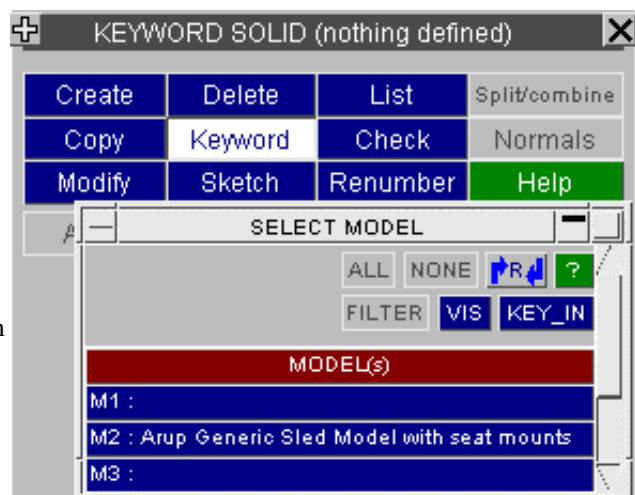 KEYWORD SOLID (nothing defined)
Create Delete List Split/combine
Copy Keyword Check Normals
Modify Sketch Renumber Help
A
SELECT MODEL
ALL NONE R ?
FILTER VIS KEY_IN
n
MODEL(s)
M1 :
M2 : Arup Generic Sled Model with seat mounts
M3 :